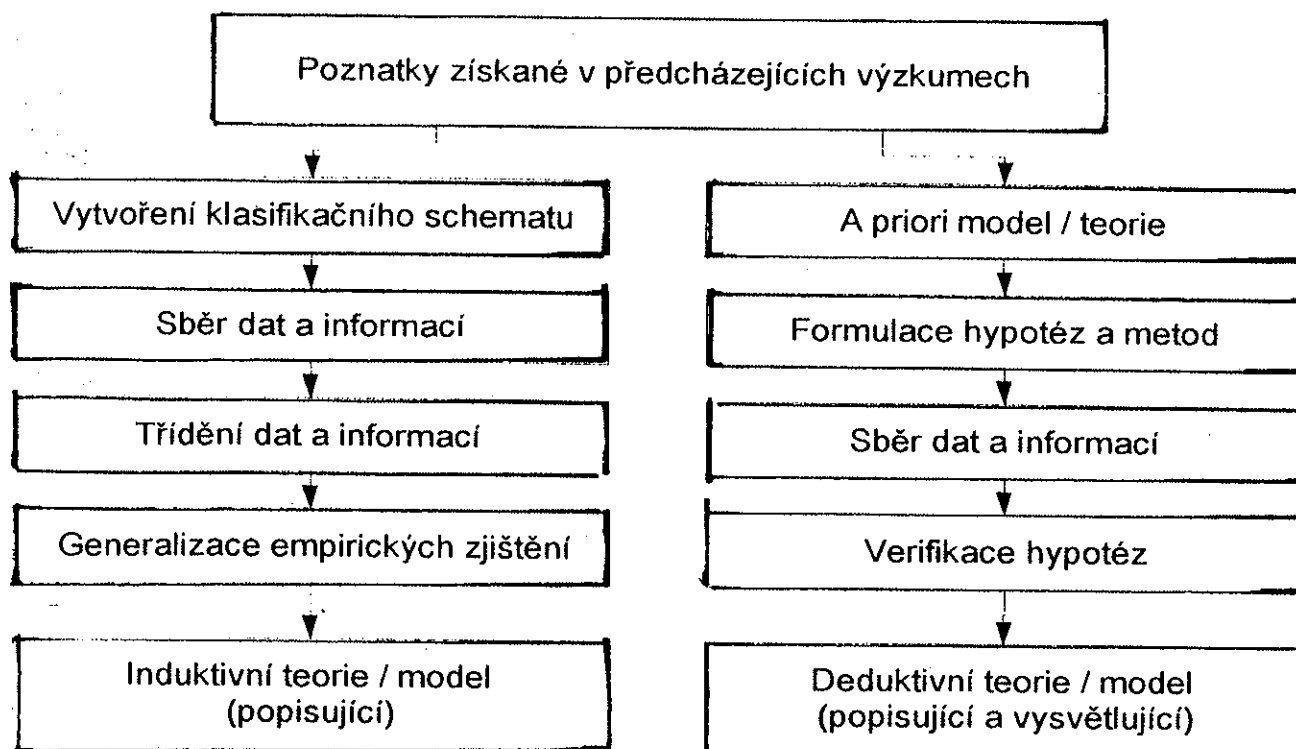 Poznatky získané v předcházejících výzkumech
Vytvoření klasifikačního schematu
Sběr dat a informací
Třídění dat a informací
Generalizace empirických zjištění
Induktivní teorie / model
(popisující)
A priori model / teorie
Formulace hypotéz a metod
Sběr dat a informací
Verifikace hypotéz
Deduktivní teorie / model
(popisující a vysvětlující)